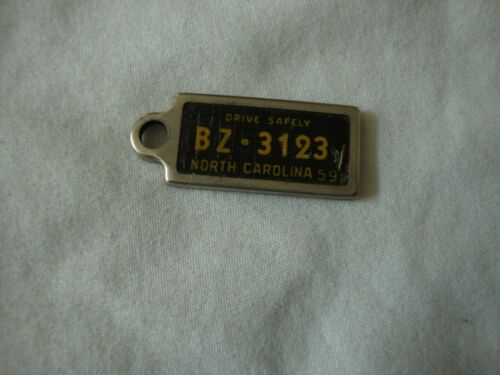 DRIVE SAFELY
BZ·3123
NORTH CAROLINA 59